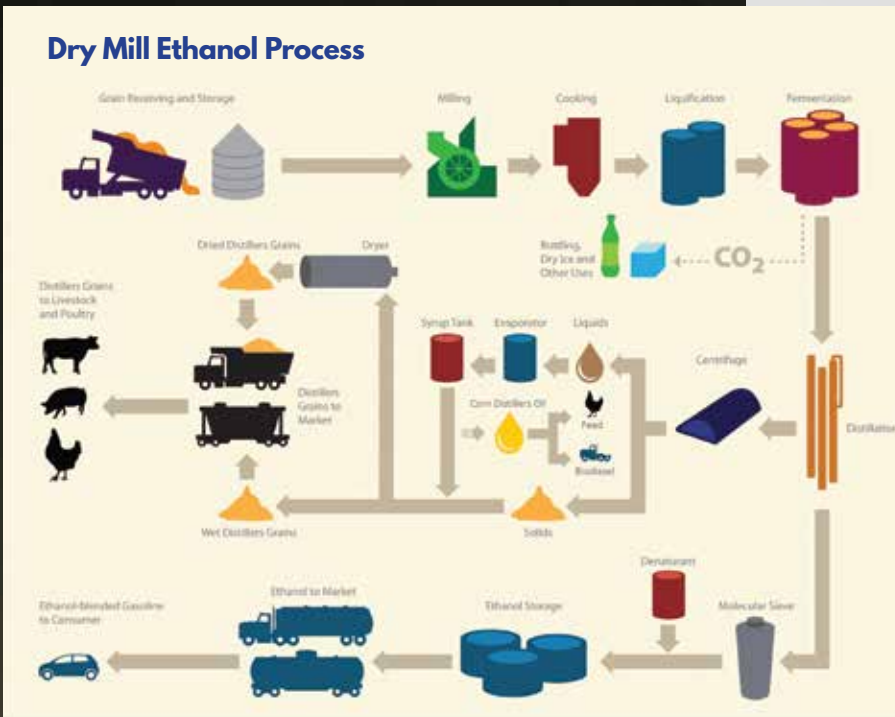 Dry Mill Ethanol Process
Grain Receiving and Storage
Milling
Cooking
Liquification
Fermentation
Bottling,
Dry Ice and
Other Uses
CO₂
Dried Distillers Grains
Dryer
Distillers Grains
to Livestock
and Poultry
Syrup Tank
Evaporator
Liquids
Centrifuge
Distillers
Grains to
Market
Corn Distillers Oil
Feed
Biodiesel
Distillation
Wet Distillers Grains
Solids
Denaturant
Ethanol-blended Gasoline
to Consumer
Ethanol to Market
Ethanol Storage
Molecular Sieve